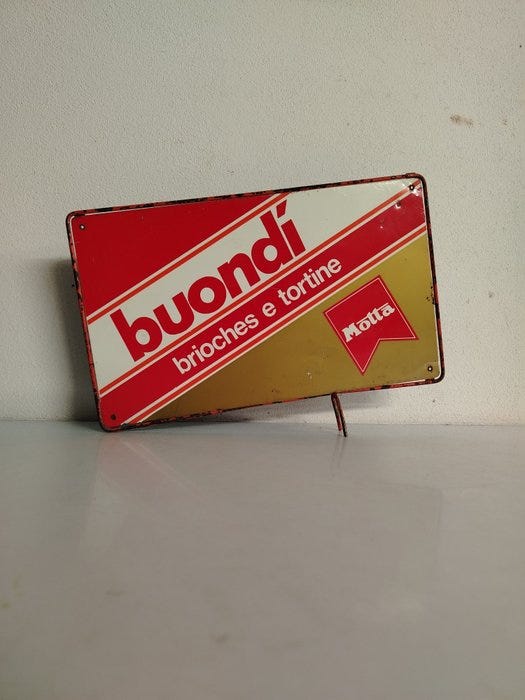 buondí
brioches e tortine
Motta